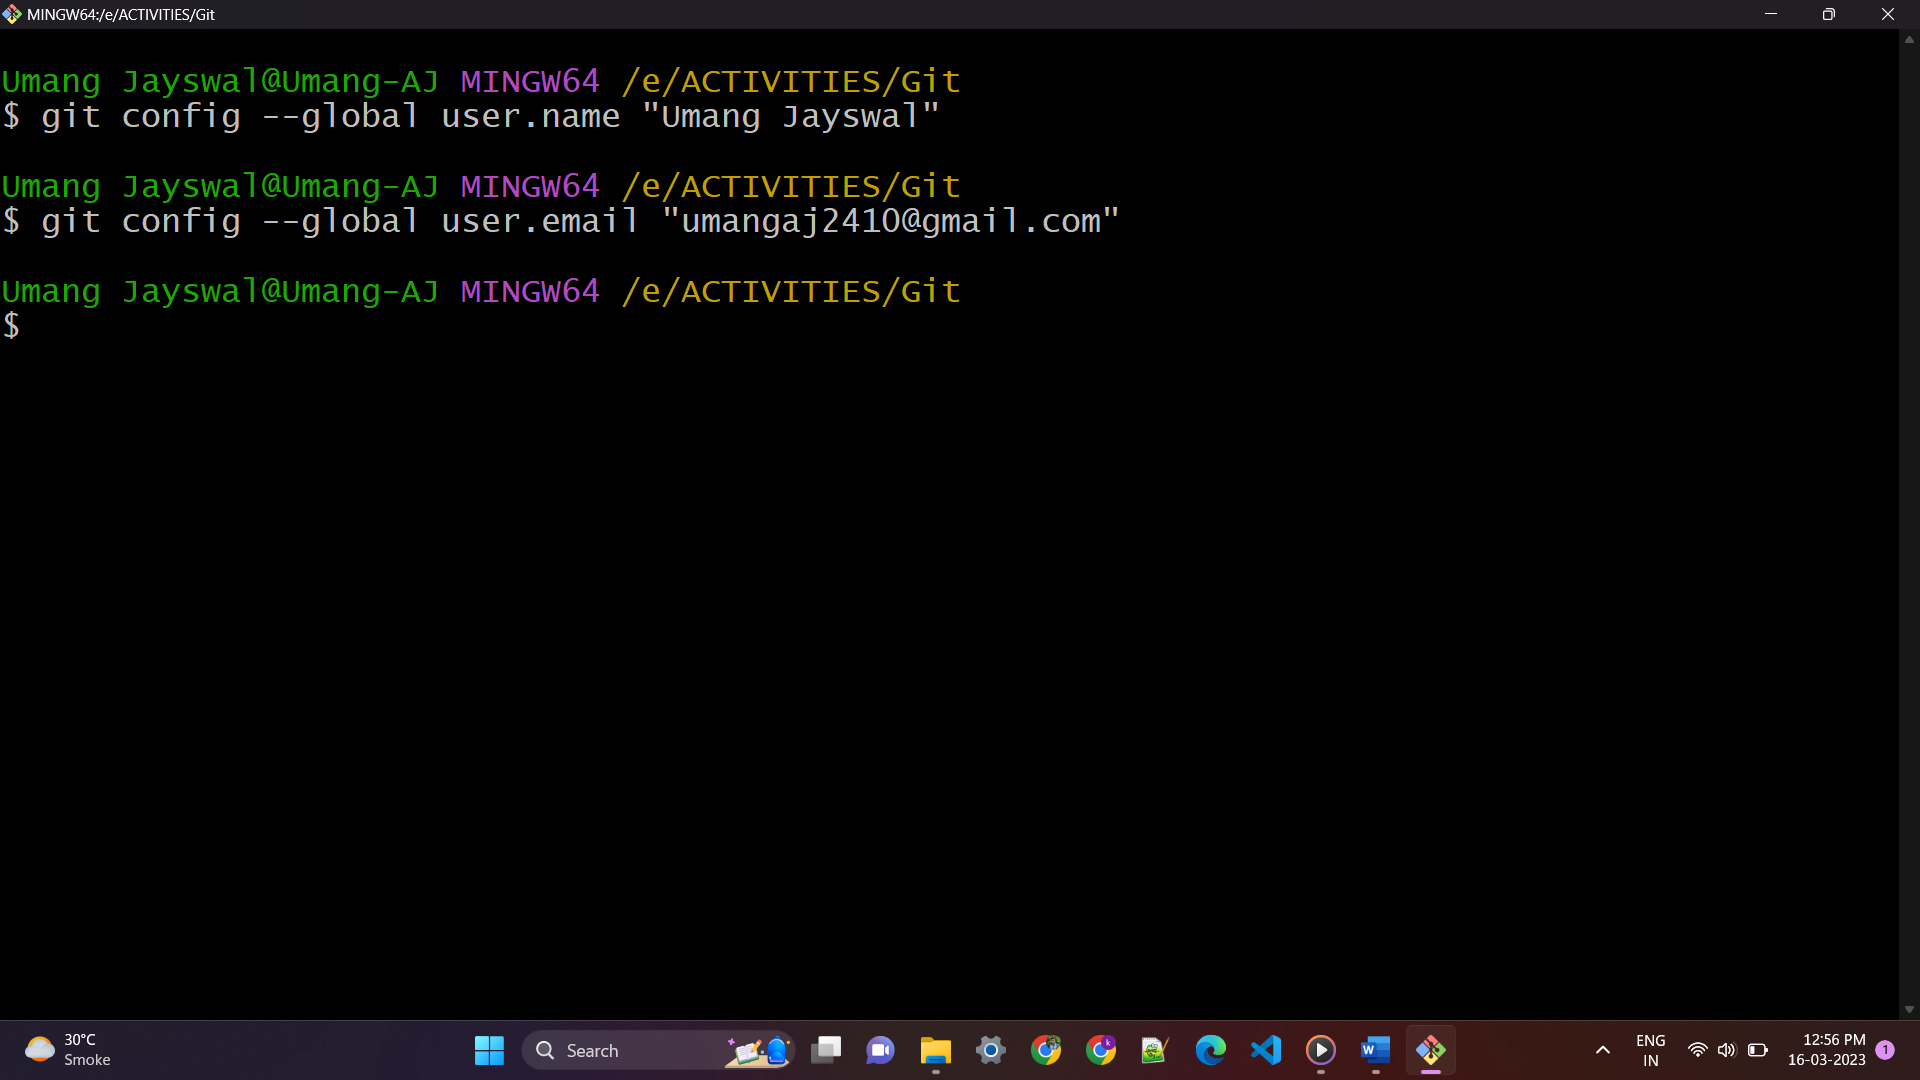 MINGW64:/e/ACTIVITIES/Git
Umang Jayswal@Umang-AJ MINGW64 /e/ACTIVITIES/Git
$ git config --global user.name "Umang Jayswal"
Umang Jayswal@Umang-AJ MINGW64 /e/ACTIVITIES/Git
$ git config --global user.email "umangaj2410@gmail.com"
Umang Jayswal@Umang-AJ MINGW64 /e/ACTIVITIES/Git
$
30°C
Smoke
Search
k
W
ENG
IN
12:56 PM
16-03-2023
1